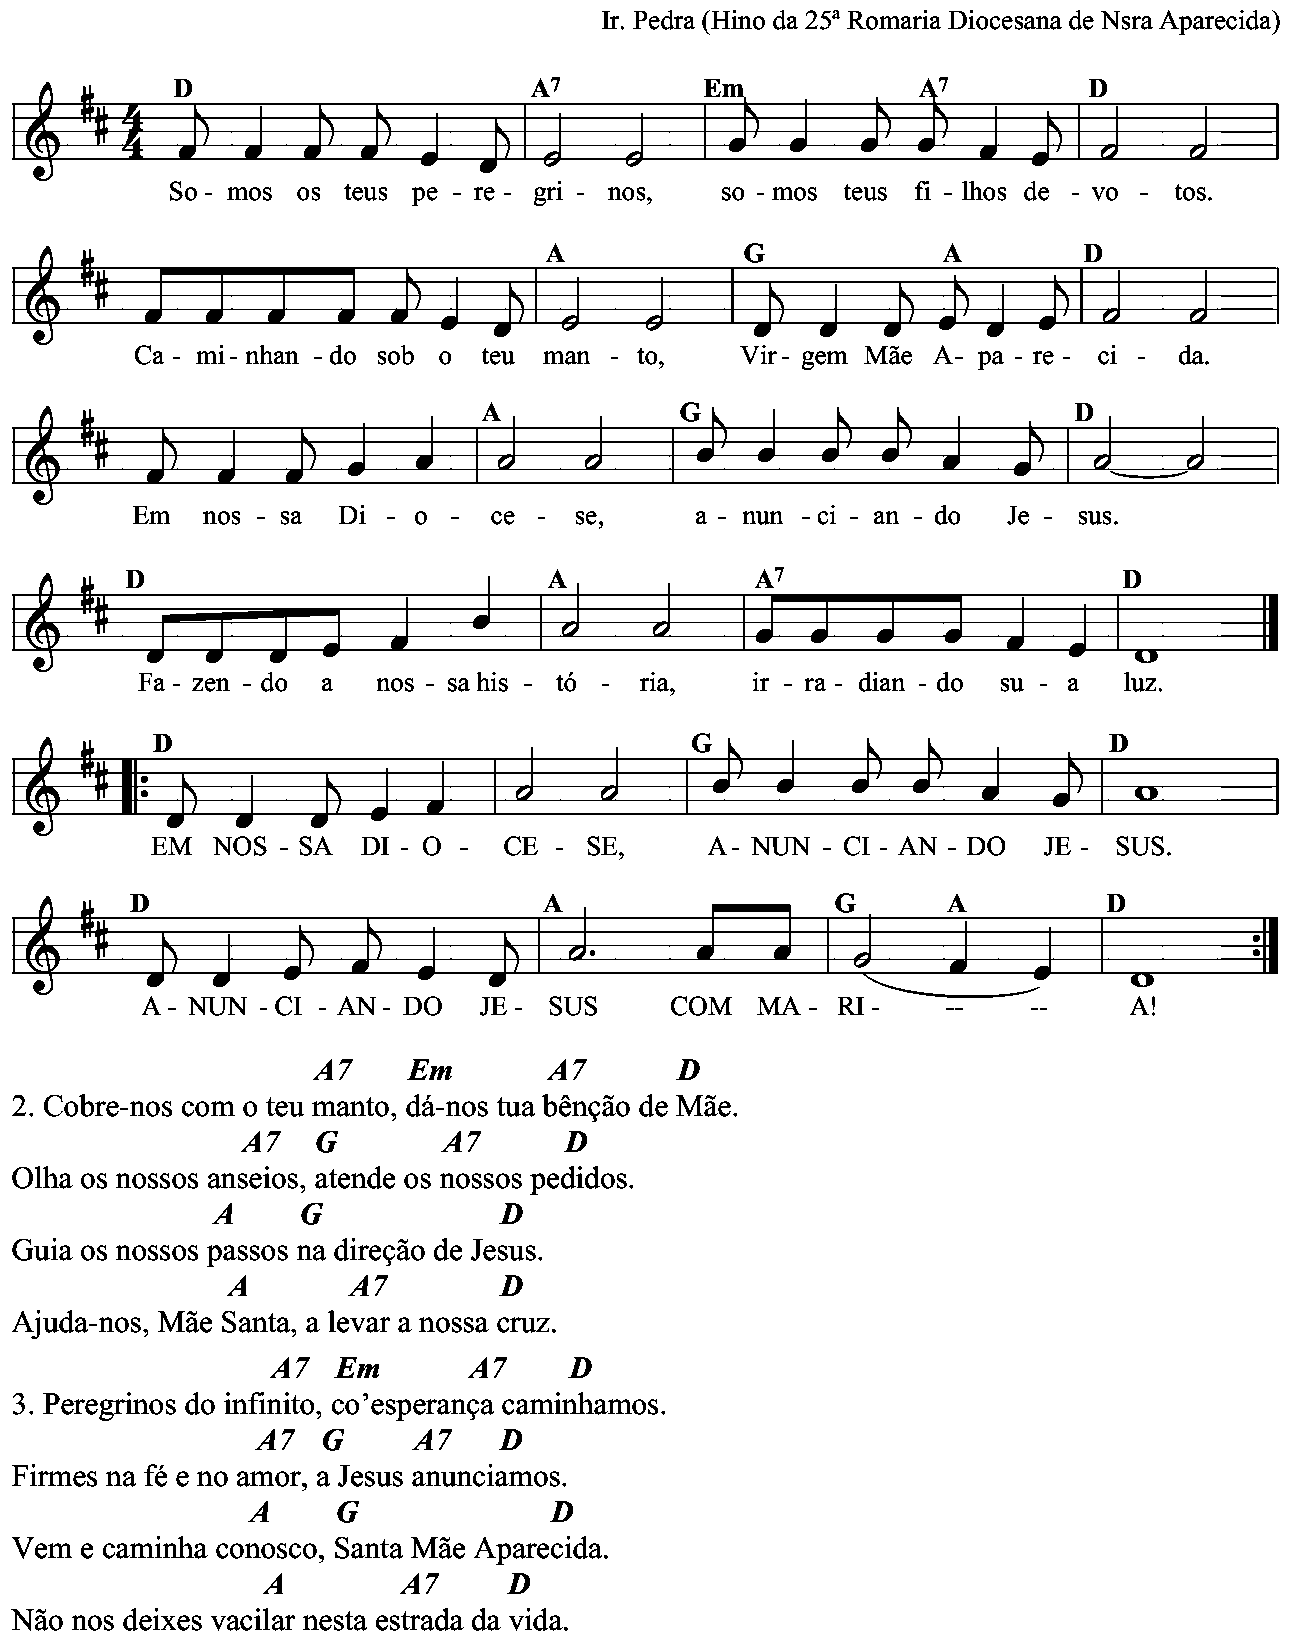 Ir. Pedra (Hino da 25ª Romaria Diocesana de Nsra Aparecida)
D A7 Em A7 D
4
4
So - mos os teus pe - re - gri - nos, so - mos teus fi - lhos de - vo - tos.
A G A D
Ca - mi - nhan - do sob o teu man - to, Vir - gem Mãe A - pa - re - ci - da.
A G D
Em nos - sa Di - o - ce - se, a - nun - ci - an - do Je - sus.
D A A7 D
Fa - zen - do a nos - sa his - tó - ria, ir - ra - dian - do su - a luz.
D G D
EM NOS - SA DI - O - CE - SE, A - NUN - CI - AN - DO JE - SUS.
D A G A D
A - NUN - CI - AN - DO JE - SUS COM MA - RI - -- -- A!
A7 Em A7 D
2. Cobre-nos com o teu manto, dá-nos tua bênção de Mãe.
A7 G A7 D
Olha os nossos anseios, atende os nossos pedidos.
A G D
Guia os nossos passos na direção de Jesus.
A A7 D
Ajuda-nos, Mãe Santa, a levar a nossa cruz.
A7 Em A7 D
3. Peregrinos do infinito, co’esperança caminhamos.
A7 G A7 D
Firmes na fé e no amor, a Jesus anunciamos.
A G D
Vem e caminha conosco, Santa Mãe Aparecida.
A A7 D
Não nos deixes vacilar nesta estrada da vida.